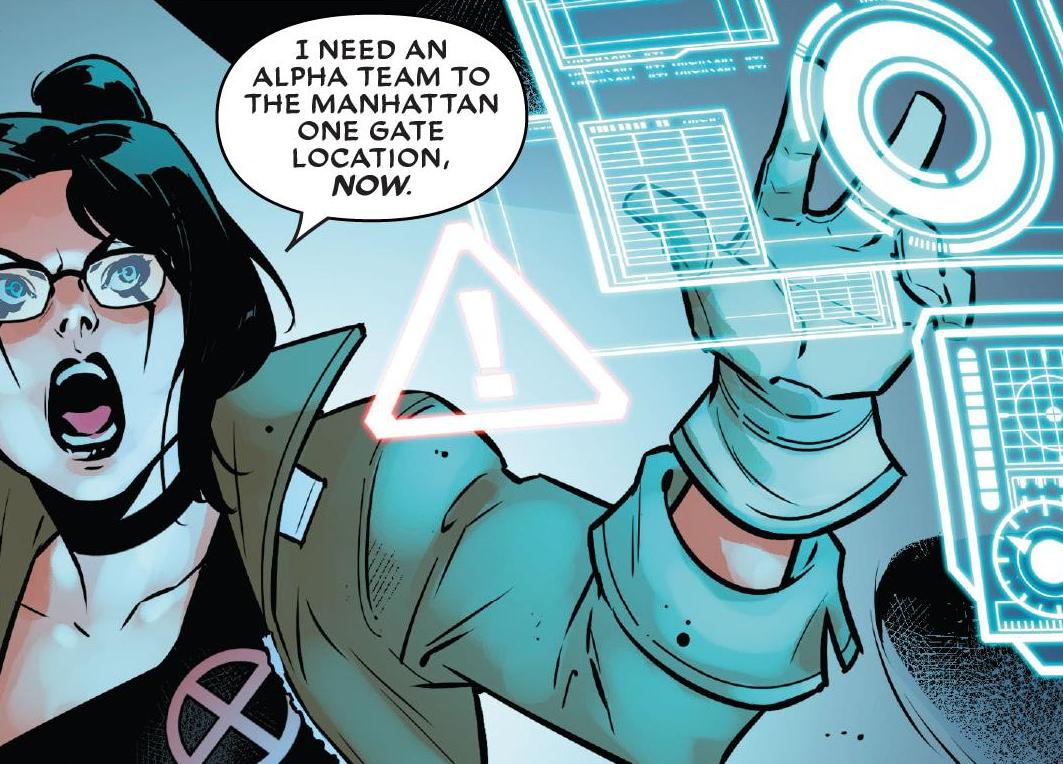 I NEED AN
ALPHA TEAM TO
THE MANHATTAN
ONE GATE
LOCATION,
NOW.
!